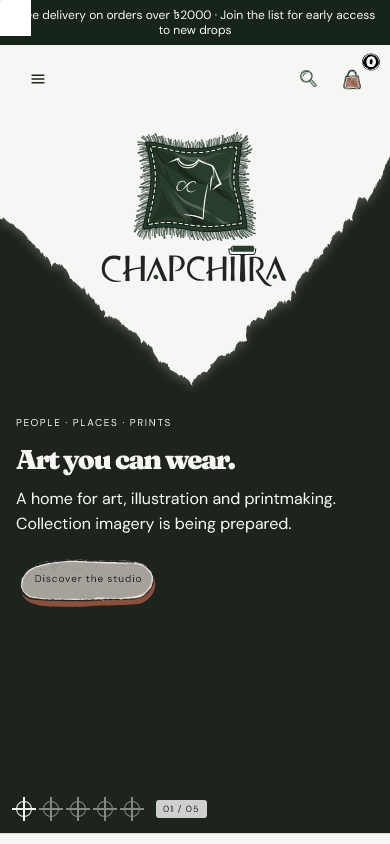 e delivery on orders over ৳2000 · Join the list for early access
to new drops
0
CHAPCHITRA
PEOPLE · PLACES · PRINTS
Art you can wear.
A home for art, illustration and printmaking.
Collection imagery is being prepared.
Discover the studio
01 / 05